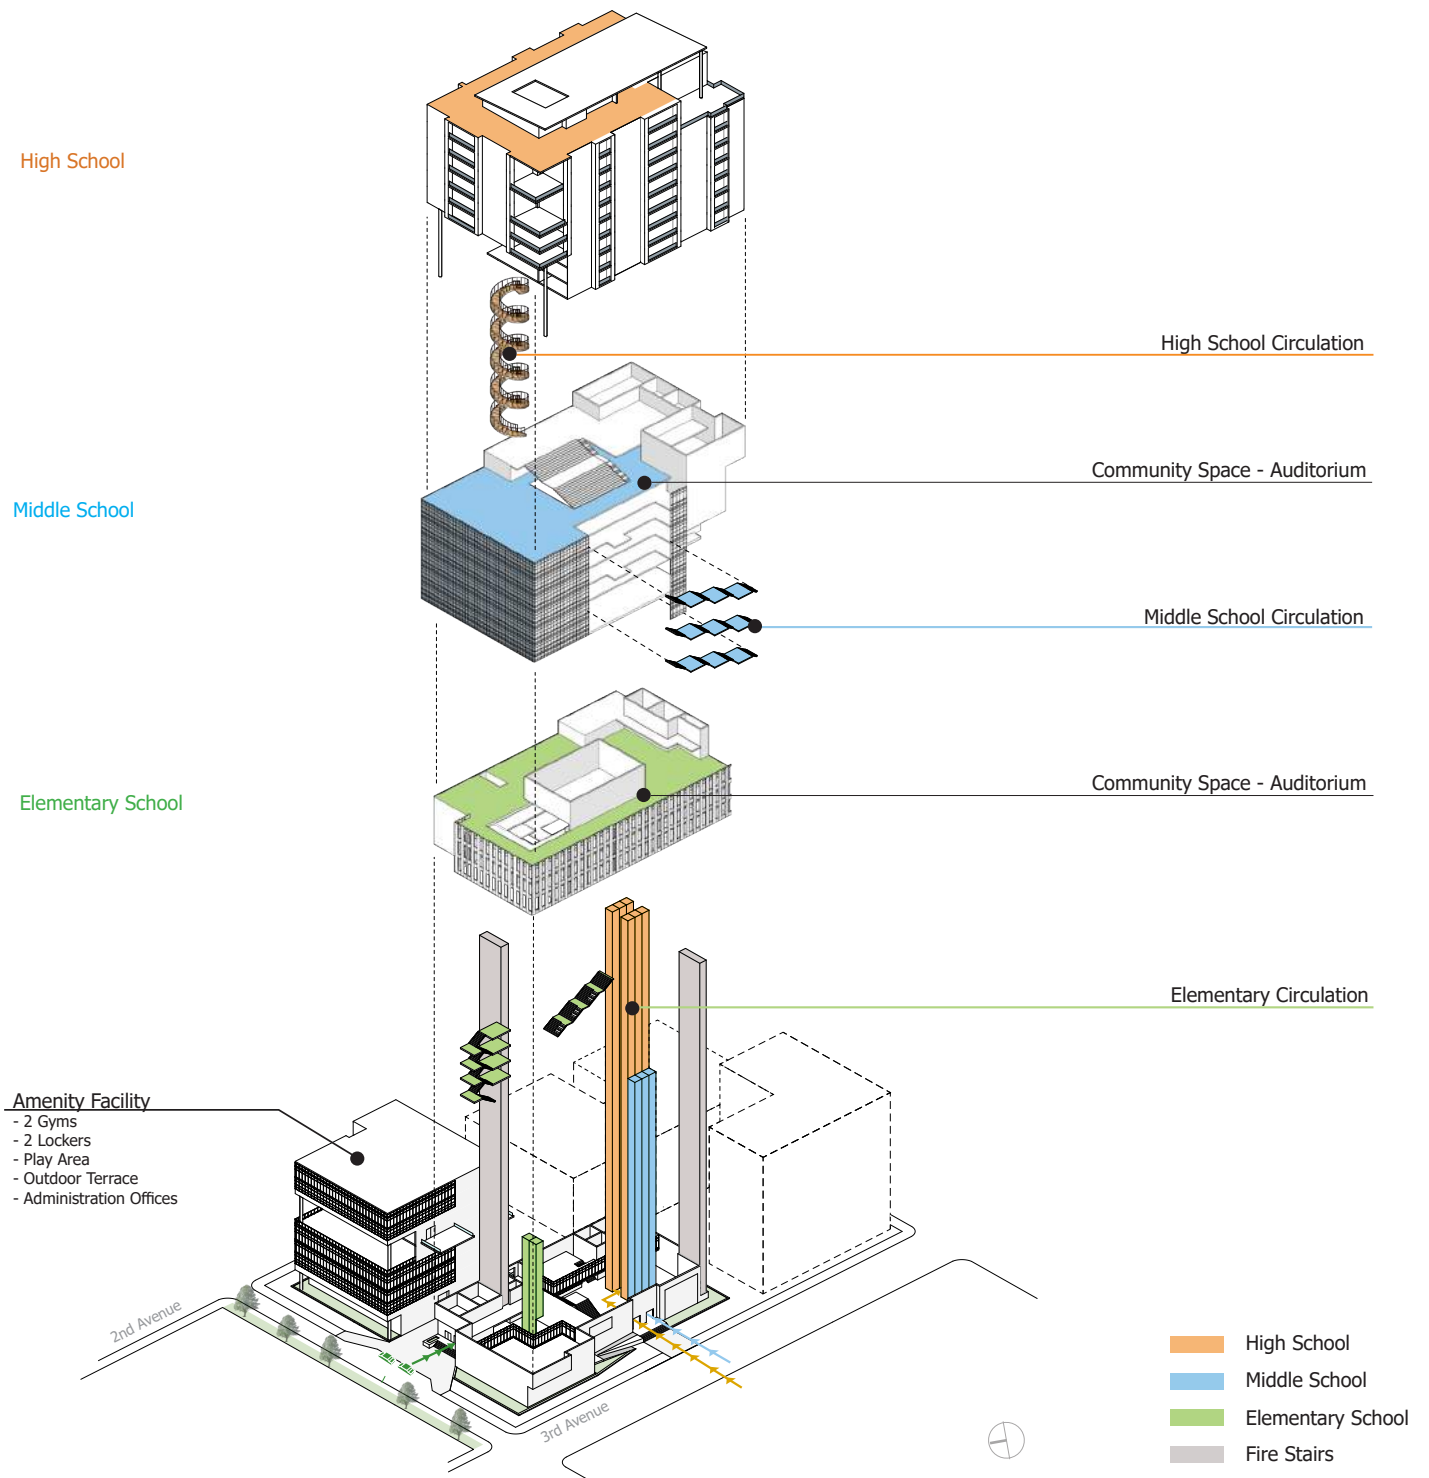 High School
High School Circulation
Community Space - Auditorium
Middle School
Middle School Circulation
Community Space - Auditorium
Elementary School
Elementary Circulation
Amenity Facility
- 2 Gyms
- 2 Lockers
- Play Area
- Outdoor Terrace
- Administration Offices
2nd Avenue
3rd Avenue
High School
Middle School
Elementary School
Fire Stairs